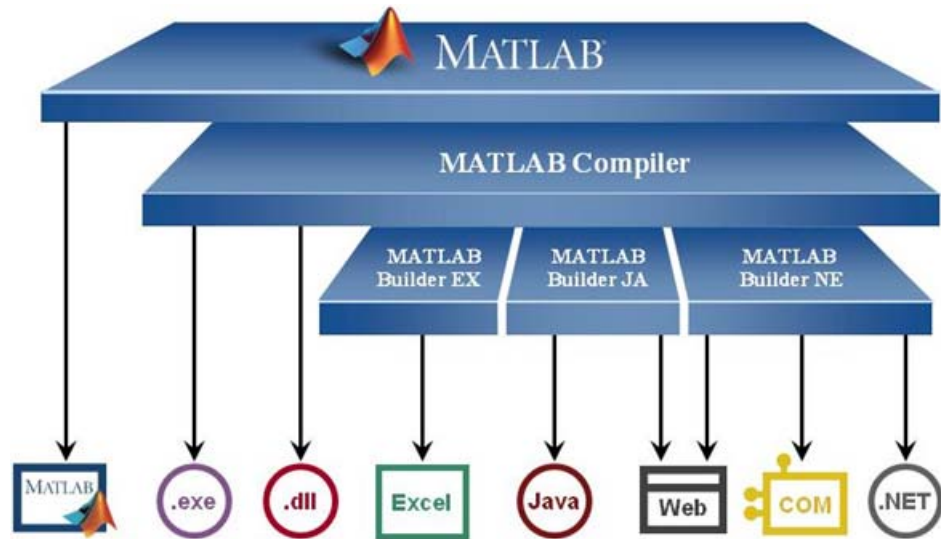 MATLAB
MATLAB Compiler
MATLAB
Builder EX
MATLAB
Builder JA
MATLAB
Builder NE
MATLAB
.exe
.dll
Excel
Java
Web
COM
.NET